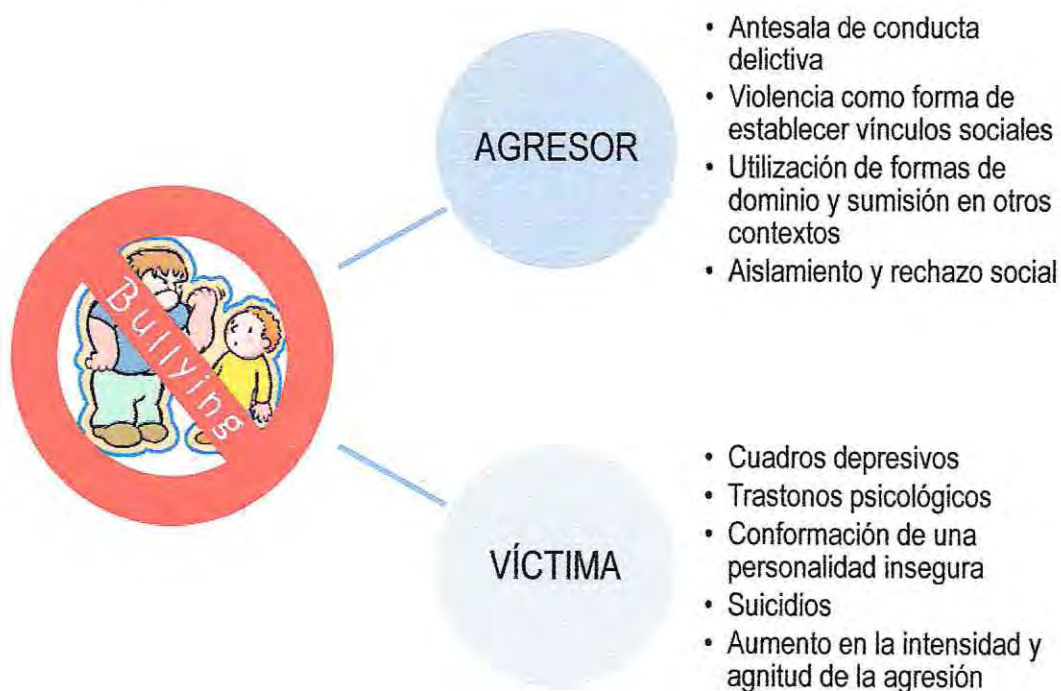 Bullying
AGRESOR
• Antesala de conducta
delictiva
• Violencia como forma de
establecer vínculos sociales
• Utilización de formas de
dominio y sumisión en otros
contextos
• Aislamiento y rechazo social
VÍCTIMA
• Cuadros depresivos
• Trastonos psicológicos
• Conformación de una
personalidad insegura
• Suicidios
• Aumento en la intensidad y
agnitud de la agresión